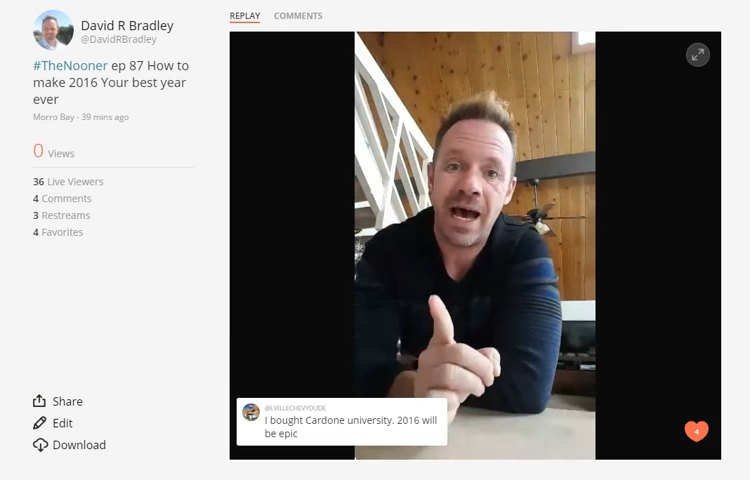 David R Bradley
@DavidRBradley
#TheNooner ep 87 How to
make 2016 Your best year
ever
Morro Bay - 39 mins ago
0 Views
36 Live Viewers
4 Comments
3 Restreams
4 Favorites
Share
Edit
Download
REPLAY COMMENTS
@LVILLECHEVYDUDE
I bought Cardone university. 2016 will
be epic
4